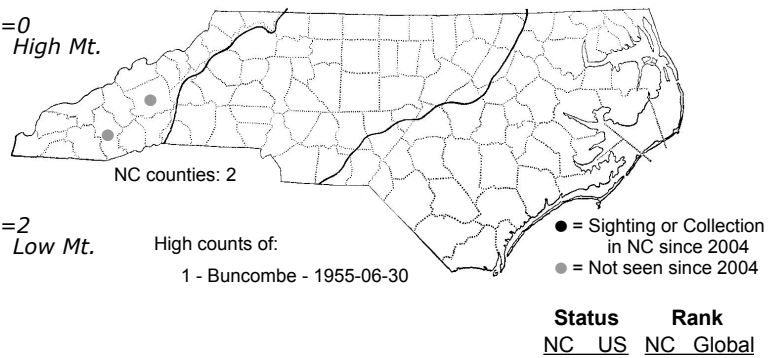 =0
High Mt.
NC counties: 2
=2
Low Mt.
High counts of:
1 - Buncombe - 1955-06-30
● = Sighting or Collection
in NC since 2004
● = Not seen since 2004
Status Rank
NC US NC Global